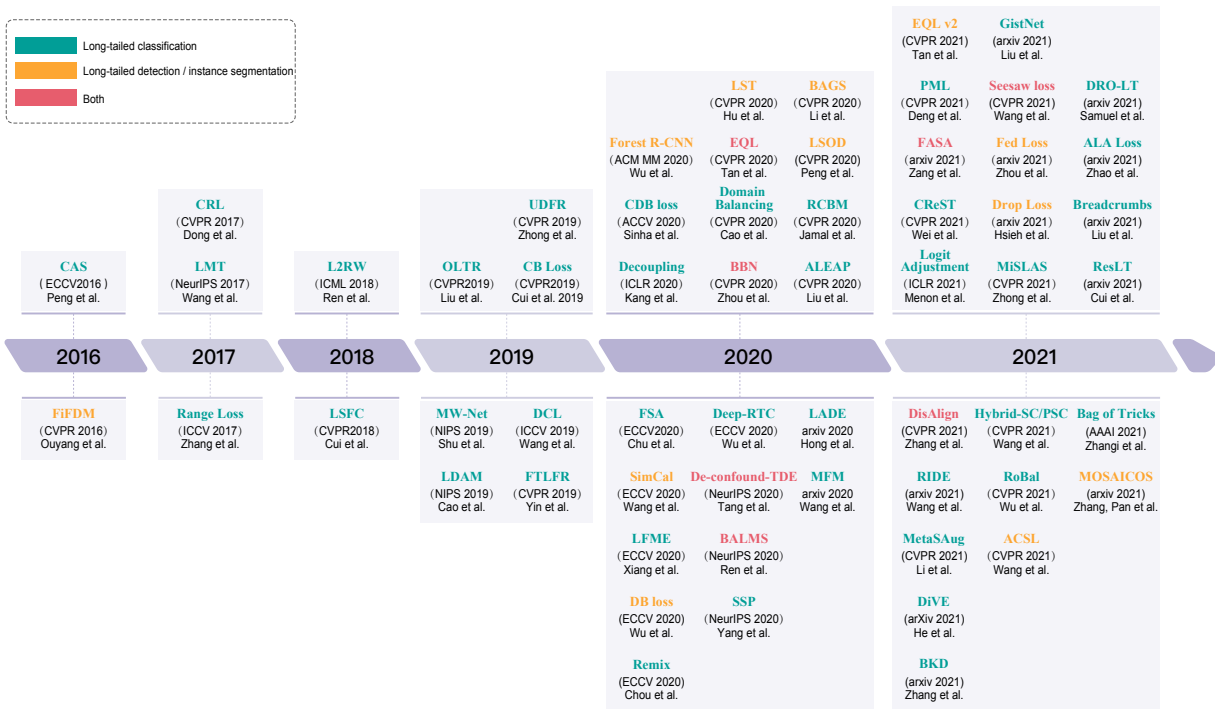 Long-tailed classification
Long-tailed detection / instance segmentation
Both
CAS
(ECCV2016)
Peng et al.
CRL
(CVPR 2017)
Dong et al.
LMT
(NeurIPS 2017)
Wang et al.
L2RW
(ICML 2018)
Ren et al.
UDFR
(CVPR 2019)
Zhong et al.
OLTR
(CVPR2019)
Liu et al.
CB Loss
(CVPR2019)
Cui et al. 2019
LST
(CVPR 2020)
Hu et al.
BAGS
(CVPR 2020)
Li et al.
Forest R-CNN
(ACM MM 2020)
Wu et al.
EQL
(CVPR 2020)
Tan et al.
LSOD
(CVPR 2020)
Peng et al.
CDB loss
(ACCV 2020)
Sinha et al.
Domain
Balancing
(CVPR 2020)
Cao et al.
RCBM
(CVPR 2020)
Jamal et al.
Decoupling
(ICLR 2020)
Kang et al.
BBN
(CVPR 2020)
Zhou et al.
ALEAP
(CVPR 2020)
Liu et al.
EQL v2
(CVPR 2021)
Tan et al.
GistNet
(arxiv 2021)
Liu et al.
PML
(CVPR 2021)
Deng et al.
Seesaw loss
(CVPR 2021)
Wang et al.
DRO-LT
(arxiv 2021)
Samuel et al.
FASA
(arxiv 2021)
Zang et al.
Fed Loss
(arxiv 2021)
Zhou et al.
ALA Loss
(arxiv 2021)
Zhao et al.
CReST
(CVPR 2021)
Wei et al.
Drop Loss
(arxiv 2021)
Hsieh et al.
Breadcrumbs
(arxiv 2021)
Liu et al.
Logit
Adjustment
(ICLR 2021)
Menon et al.
MiSLAS
(CVPR 2021)
Zhong et al.
ResLT
(arxiv 2021)
Cui et al.
2016
2017
2018
2019
2020
2021
FiFDM
(CVPR 2016)
Ouyang et al.
Range Loss
(ICCV 2017)
Zhang et al.
LSFC
(CVPR2018)
Cui et al.
MW-Net
(NIPS 2019)
Shu et al.
DCL
(ICCV 2019)
Wang et al.
LDAM
(NIPS 2019)
Cao et al.
FTLFR
(CVPR 2019)
Yin et al.
FSA
(ECCV2020)
Chu et al.
Deep-RTC
(ECCV 2020)
Wu et al.
LADE
arxiv 2020
Hong et al.
SimCal
(ECCV 2020)
Wang et al.
De-confound-TDE
(NeurIPS 2020)
Tang et al.
MFM
arxiv 2020
Wang et al.
LFME
(ECCV 2020)
Xiang et al.
BALMS
(NeurIPS 2020)
Ren et al.
DB loss
(ECCV 2020)
Wu et al.
SSP
(NeurIPS 2020)
Yang et al.
Remix
(ECCV 2020)
Chou et al.
DisAlign
(CVPR 2021)
Zhang et al.
Hybrid-SC/PSC
(CVPR 2021)
Wang et al.
Bag of Tricks
(AAAI 2021)
Zhangi et al.
RIDE
(arxiv 2021)
Wang et al.
RoBal
(CVPR 2021)
Wu et al.
MOSAICOS
(arxiv 2021)
Zhang, Pan et al.
MetaSAug
(CVPR 2021)
Li et al.
ACSL
(CVPR 2021)
Wang et al.
DiVE
(arXiv 2021)
He et al.
BKD
(arxiv 2021)
Zhang et al.